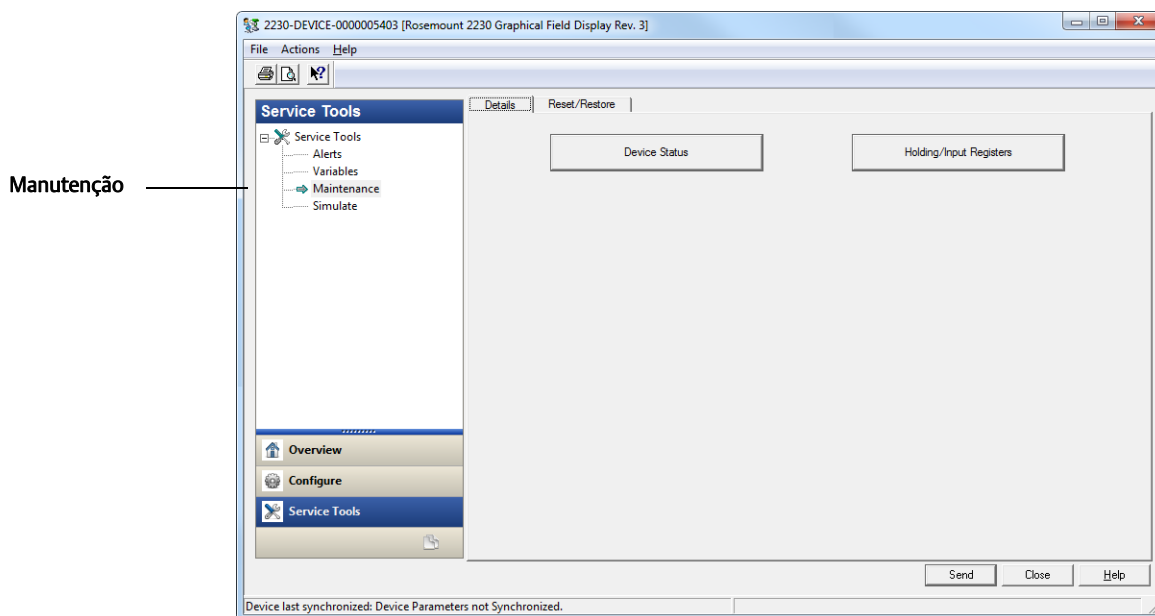 2230-DEVICE-0000005403 [Rosemount 2230 Graphical Field Display Rev. 3]
File Actions Help
Service Tools
Details Reset/Restore
Service Tools
Alerts
Variables
Maintenance
Simulate
Device Status Holding/Input Registers
Manutenção
Overview
Configure
Service Tools
Send Close Help
Device last synchronized: Device Parameters not Synchronized.